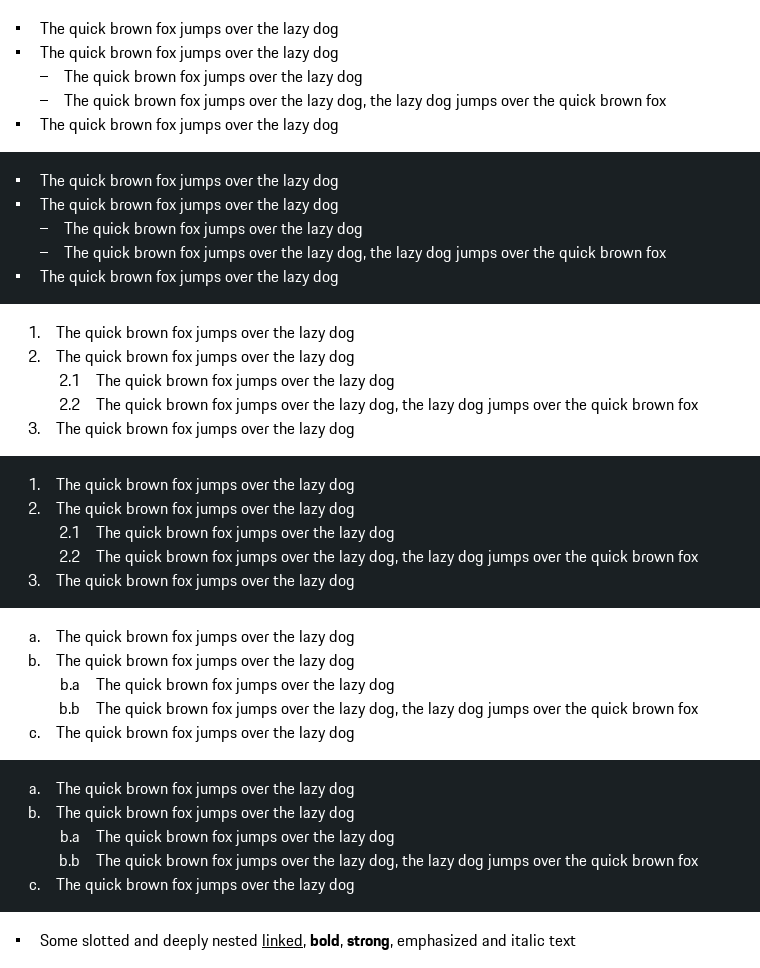 ▪ The quick brown fox jumps over the lazy dog
▪ The quick brown fox jumps over the lazy dog
– The quick brown fox jumps over the lazy dog
– The quick brown fox jumps over the lazy dog, the lazy dog jumps over the quick brown fox
▪ The quick brown fox jumps over the lazy dog
▪ The quick brown fox jumps over the lazy dog
▪ The quick brown fox jumps over the lazy dog
– The quick brown fox jumps over the lazy dog
– The quick brown fox jumps over the lazy dog, the lazy dog jumps over the quick brown fox
▪ The quick brown fox jumps over the lazy dog
1. The quick brown fox jumps over the lazy dog
2. The quick brown fox jumps over the lazy dog
2.1 The quick brown fox jumps over the lazy dog
2.2 The quick brown fox jumps over the lazy dog, the lazy dog jumps over the quick brown fox
3. The quick brown fox jumps over the lazy dog
1. The quick brown fox jumps over the lazy dog
2. The quick brown fox jumps over the lazy dog
2.1 The quick brown fox jumps over the lazy dog
2.2 The quick brown fox jumps over the lazy dog, the lazy dog jumps over the quick brown fox
3. The quick brown fox jumps over the lazy dog
a. The quick brown fox jumps over the lazy dog
b. The quick brown fox jumps over the lazy dog
b.a The quick brown fox jumps over the lazy dog
b.b The quick brown fox jumps over the lazy dog, the lazy dog jumps over the quick brown fox
c. The quick brown fox jumps over the lazy dog
a. The quick brown fox jumps over the lazy dog
b. The quick brown fox jumps over the lazy dog
b.a The quick brown fox jumps over the lazy dog
b.b The quick brown fox jumps over the lazy dog, the lazy dog jumps over the quick brown fox
c. The quick brown fox jumps over the lazy dog
▪ Some slotted and deeply nested linked, bold, strong, emphasized and italic text